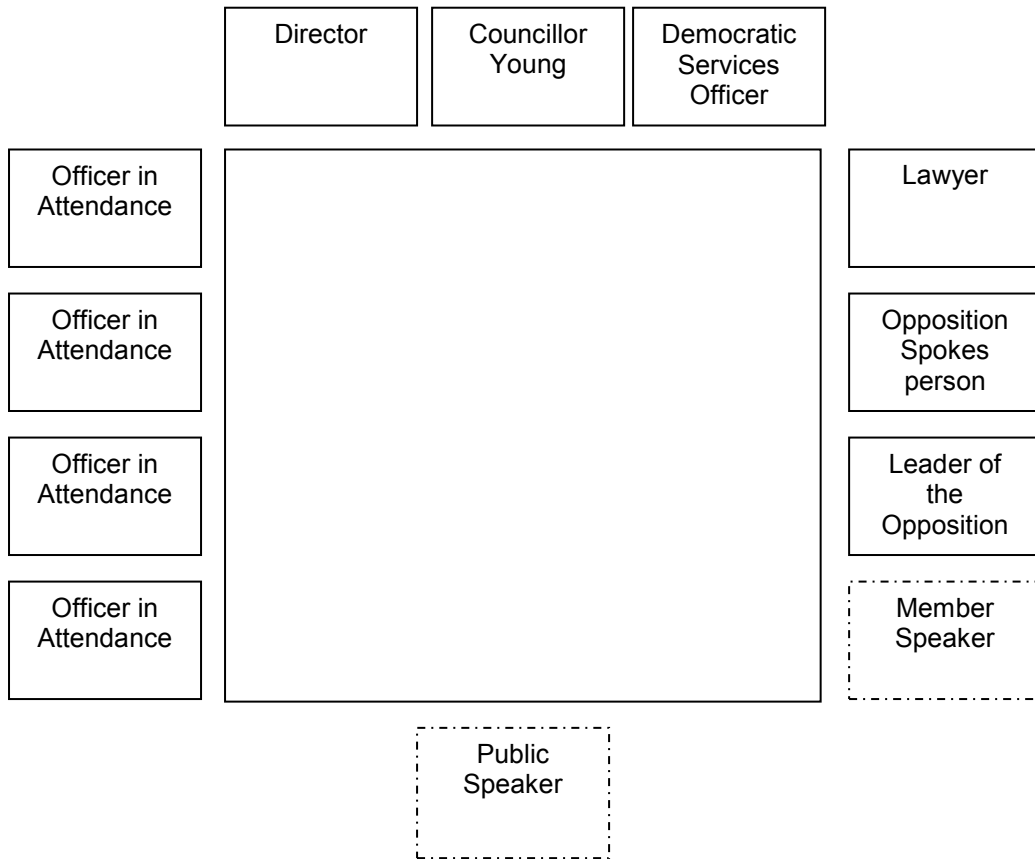 Director
Councillor
Young
Democratic
Services
Officer
Officer in
Attendance
Lawyer
Officer in
Attendance
Opposition
Spokes
person
Officer in
Attendance
Leader of
the
Opposition
Officer in
Attendance
Member
Speaker
Public
Speaker